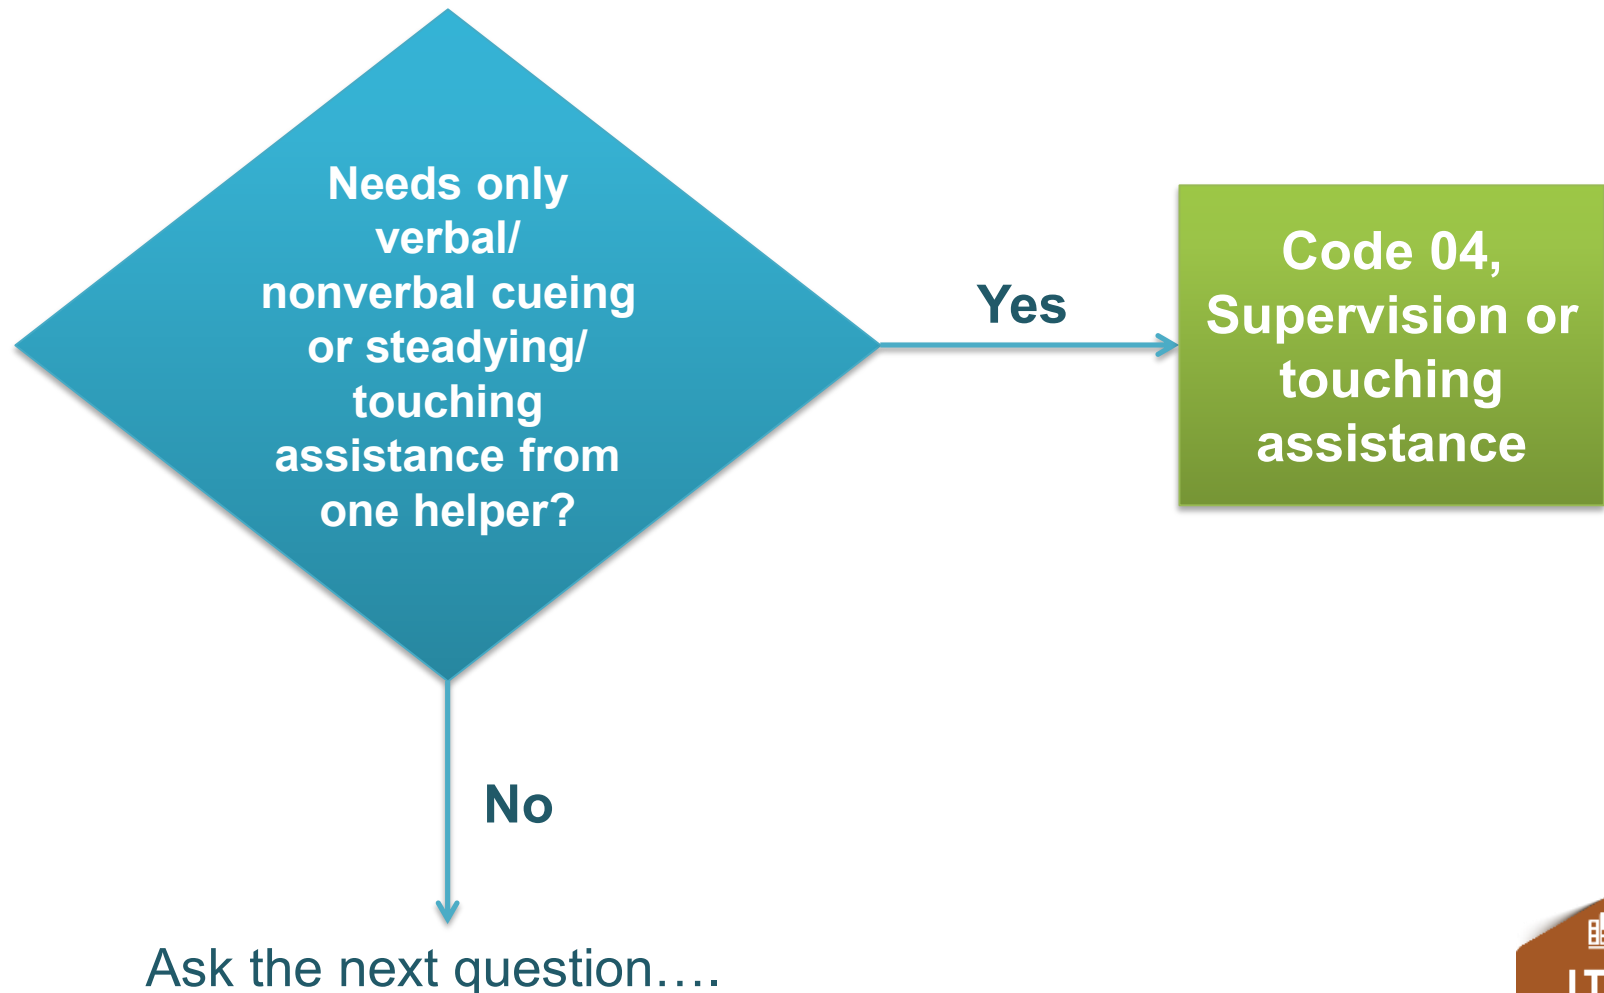 Needs only
verbal/
nonverbal cueing
or steadying/
touching
assistance from
one helper?
Yes
Code 04,
Supervision or
touching
assistance
No
Ask the next question….